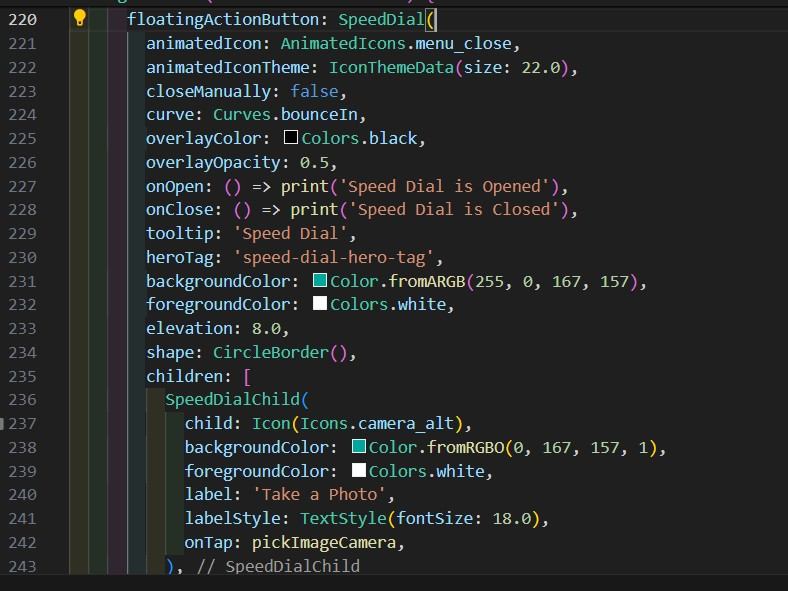 220 floatingActionButton: SpeedDial(
221 animatedIcon: AnimatedIcons.menu_close,
222 animatedIconTheme: IconThemeData(size: 22.0),
223 closeManually: false,
224 curve: Curves.bounceIn,
225 overlayColor: Colors.black,
226 overlayOpacity: 0.5,
227 onOpen: () => print('Speed Dial is Opened'),
228 onClose: () => print('Speed Dial is Closed'),
229 tooltip: 'Speed Dial',
230 heroTag: 'speed-dial-hero-tag',
231 backgroundColor: Color.fromARGB(255, 0, 167, 157),
232 foregroundColor: Colors.white,
233 elevation: 8.0,
234 shape: CircleBorder(),
235 children: [
236 SpeedDialChild(
237 child: Icon(Icons.camera_alt),
238 backgroundColor: Color.fromRGBO(0, 167, 157, 1),
239 foregroundColor: Colors.white,
240 label: 'Take a Photo',
241 labelStyle: TextStyle(fontSize: 18.0),
242 onTap: pickImageCamera,
243 ), // SpeedDialChild